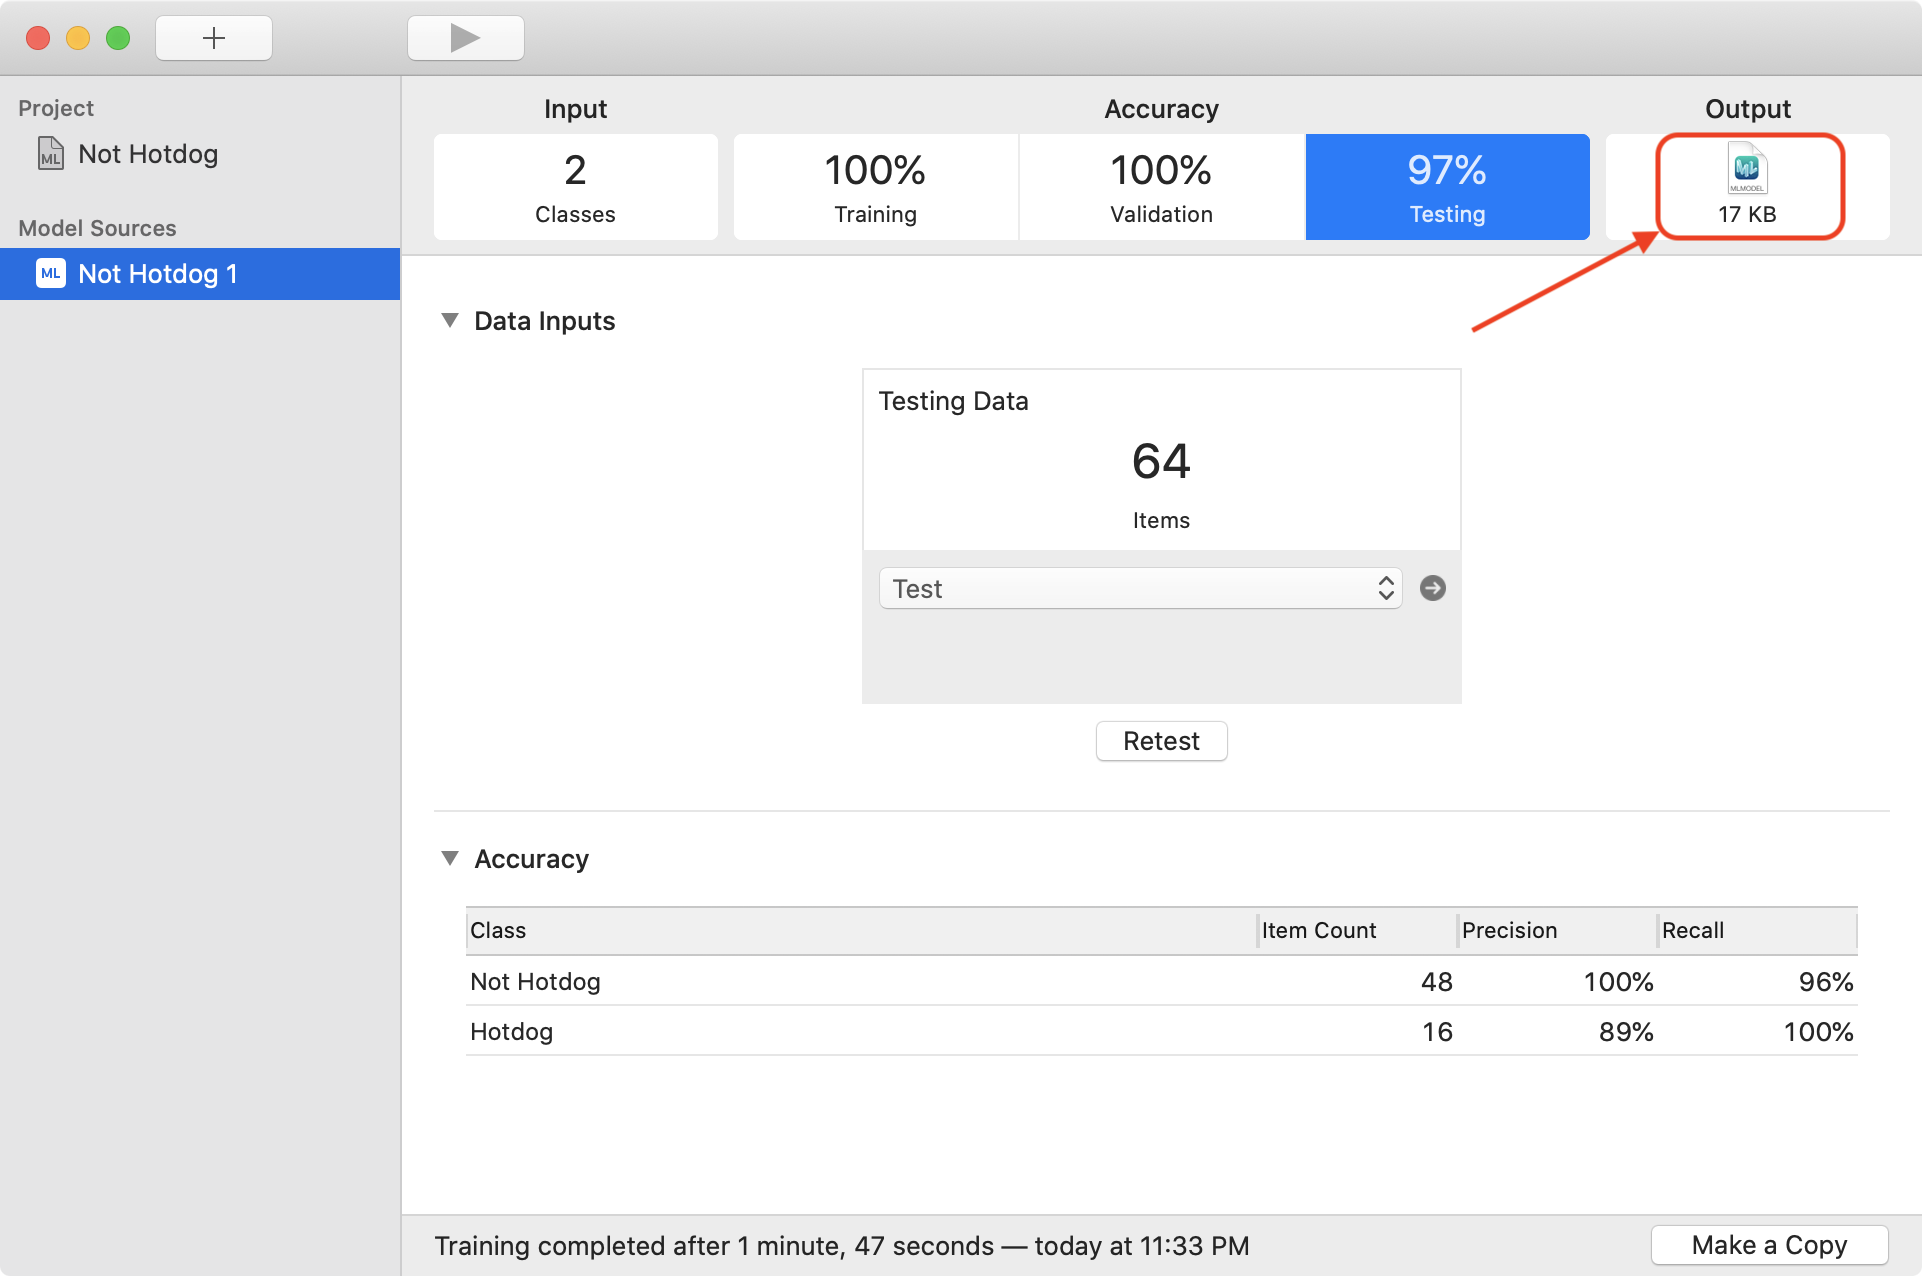 Project
ML Not Hotdog
Model Sources
ML Not Hotdog 1
Input Accuracy Output
2 100% 100% 97% ML MLMODEL
Classes Training Validation Testing 17 KB
Data Inputs
Testing Data
64
Items
Test
Retest
Accuracy
Class Item Count Precision Recall
Not Hotdog 48 100% 96%
Hotdog 16 89% 100%
Training completed after 1 minute, 47 seconds — today at 11:33 PM Make a Copy